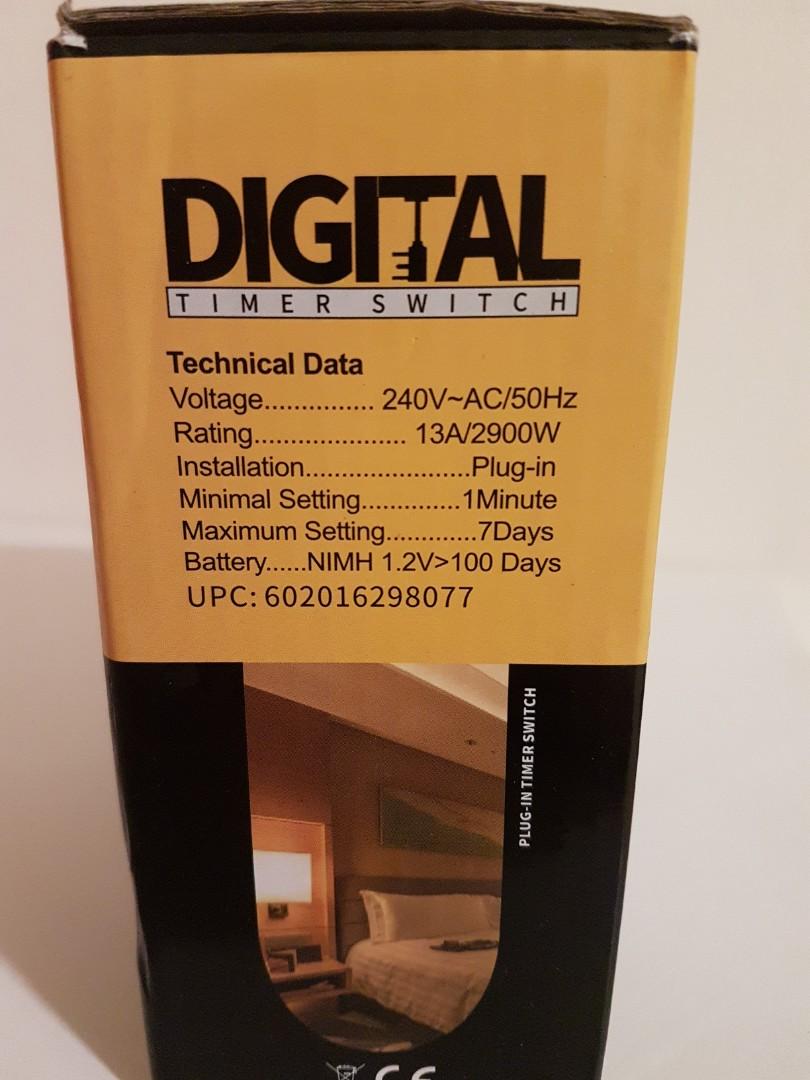 DIGITAL
TIMER SWITCH
Technical Data
Voltage............... 240V~AC/50Hz
Rating..................... 13A/2900W
Installation.......................Plug-in
Minimal Setting..............1Minute
Maximum Setting.............7Days
Battery......NIMH 1.2V>100 Days
UPC: 602016298077
PLUG-IN TIMER SWITCH
CE